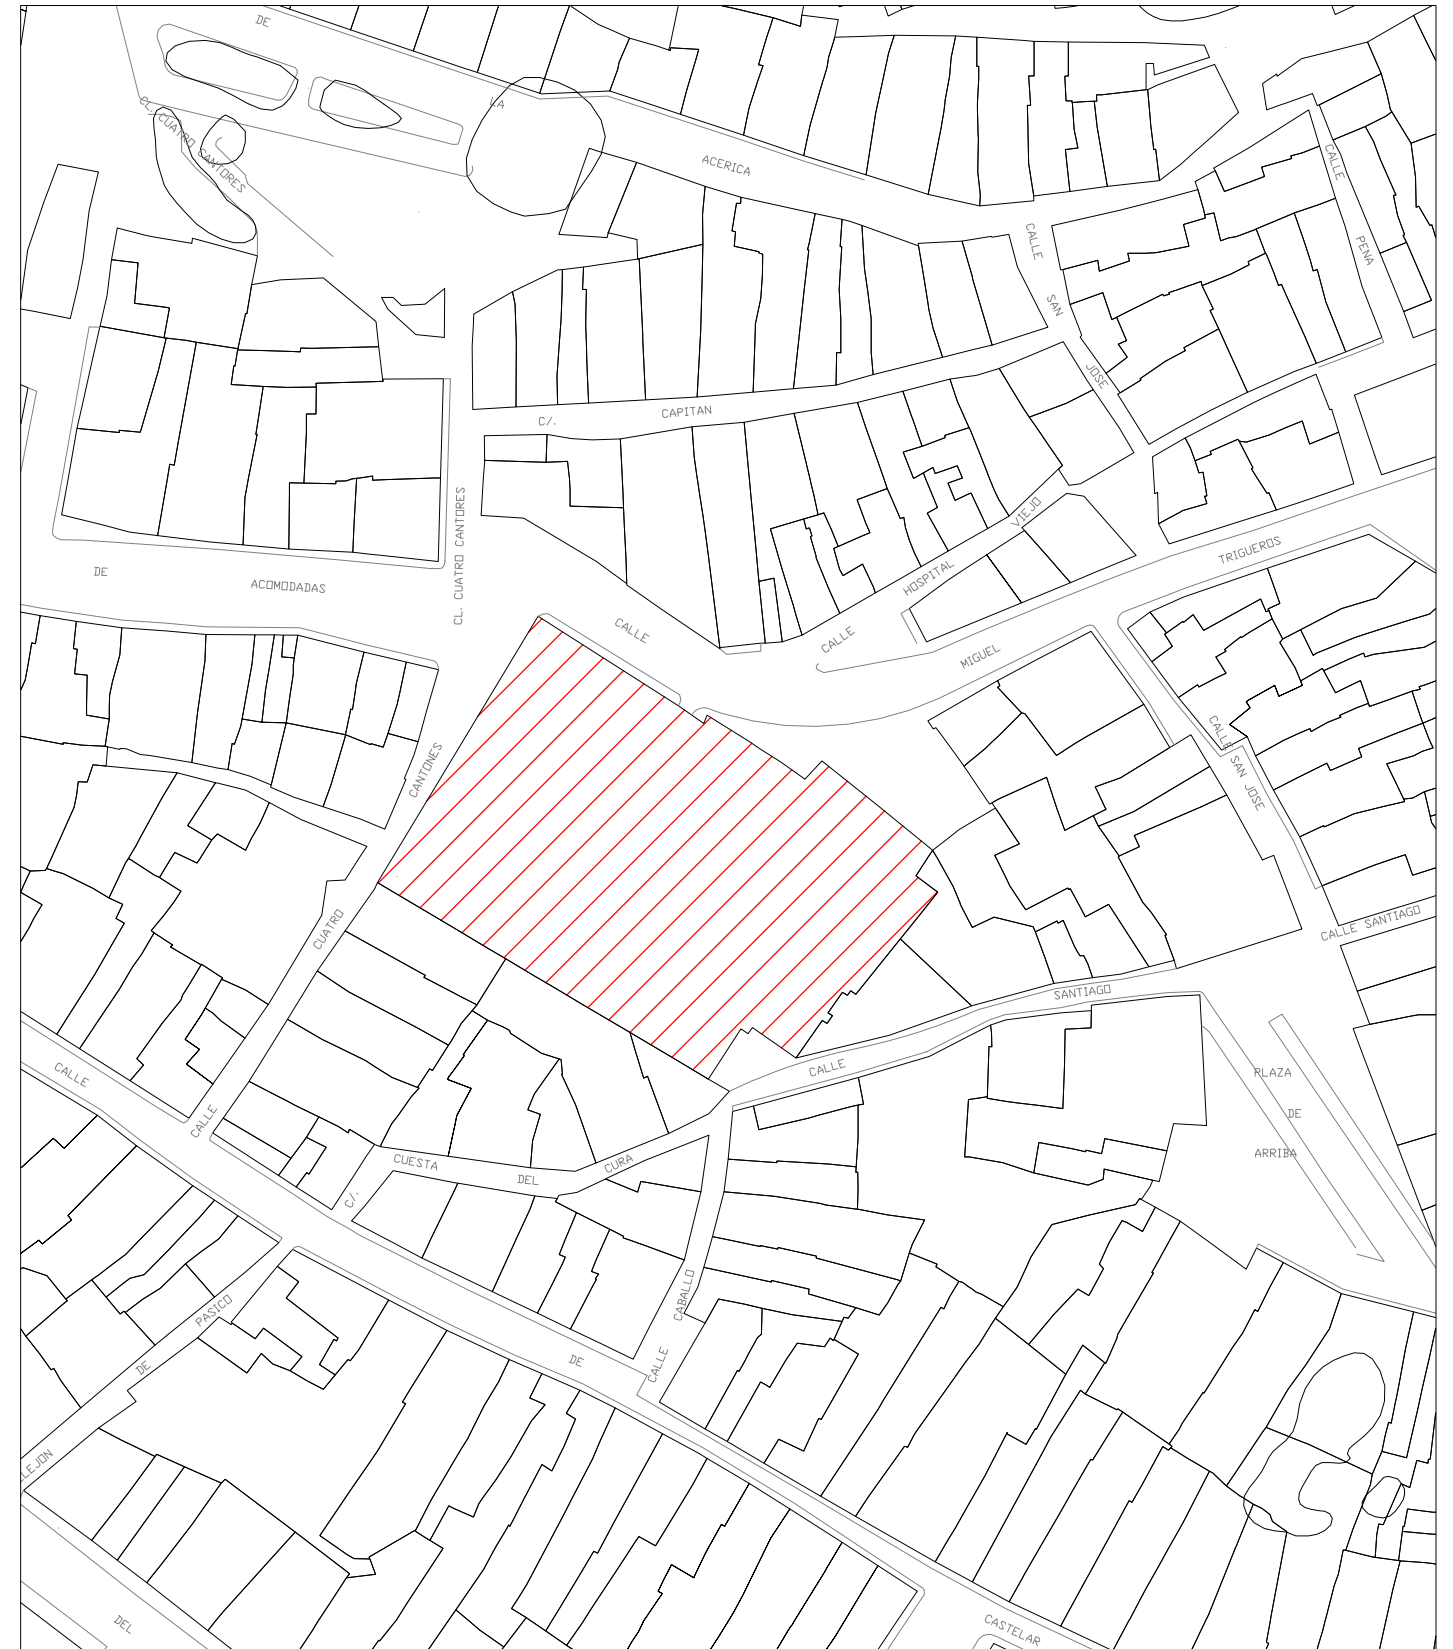 DE
LA
CL. CUATRO SANTORES
ACERICA
CALLE
PENA
CALLE
SAN
JOSE
C/.
CAPITAN
CL. CUATRO CANTORES
VIEJO
HOSPITAL
CALLE
TRIGUEROS
MIGUEL
CALLE
DE
ACOMODADAS
CALLE
SAN JOSE
CANTONES
CUATRO
CALLE
CALLE SANTIAGO
SANTIAGO
CALLE
PLAZA
DE
ARRIBA
CALLE
CUESTA
DEL
CURA
C/.
CABALLO
CALLE
PASICO
DE
LEJON
DE
CASTELAR
DEL